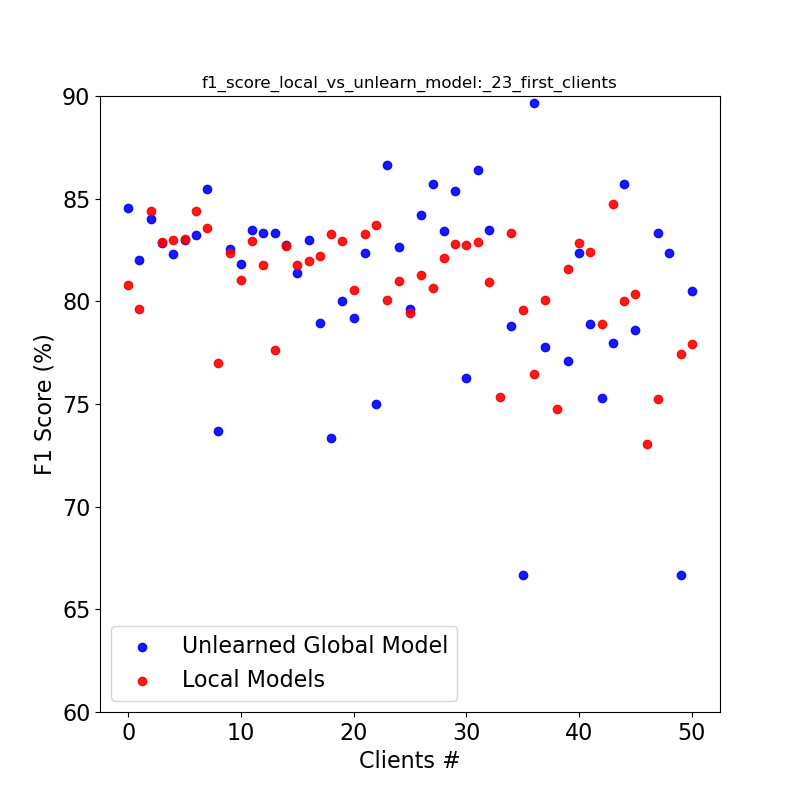 f1_score_local_vs_unlearn_model:_23_first_clients
90
85
80
75
70
65
60
F1 Score (%)
Unlearned Global Model
Local Models
0 10 20 30 40 50
Clients #